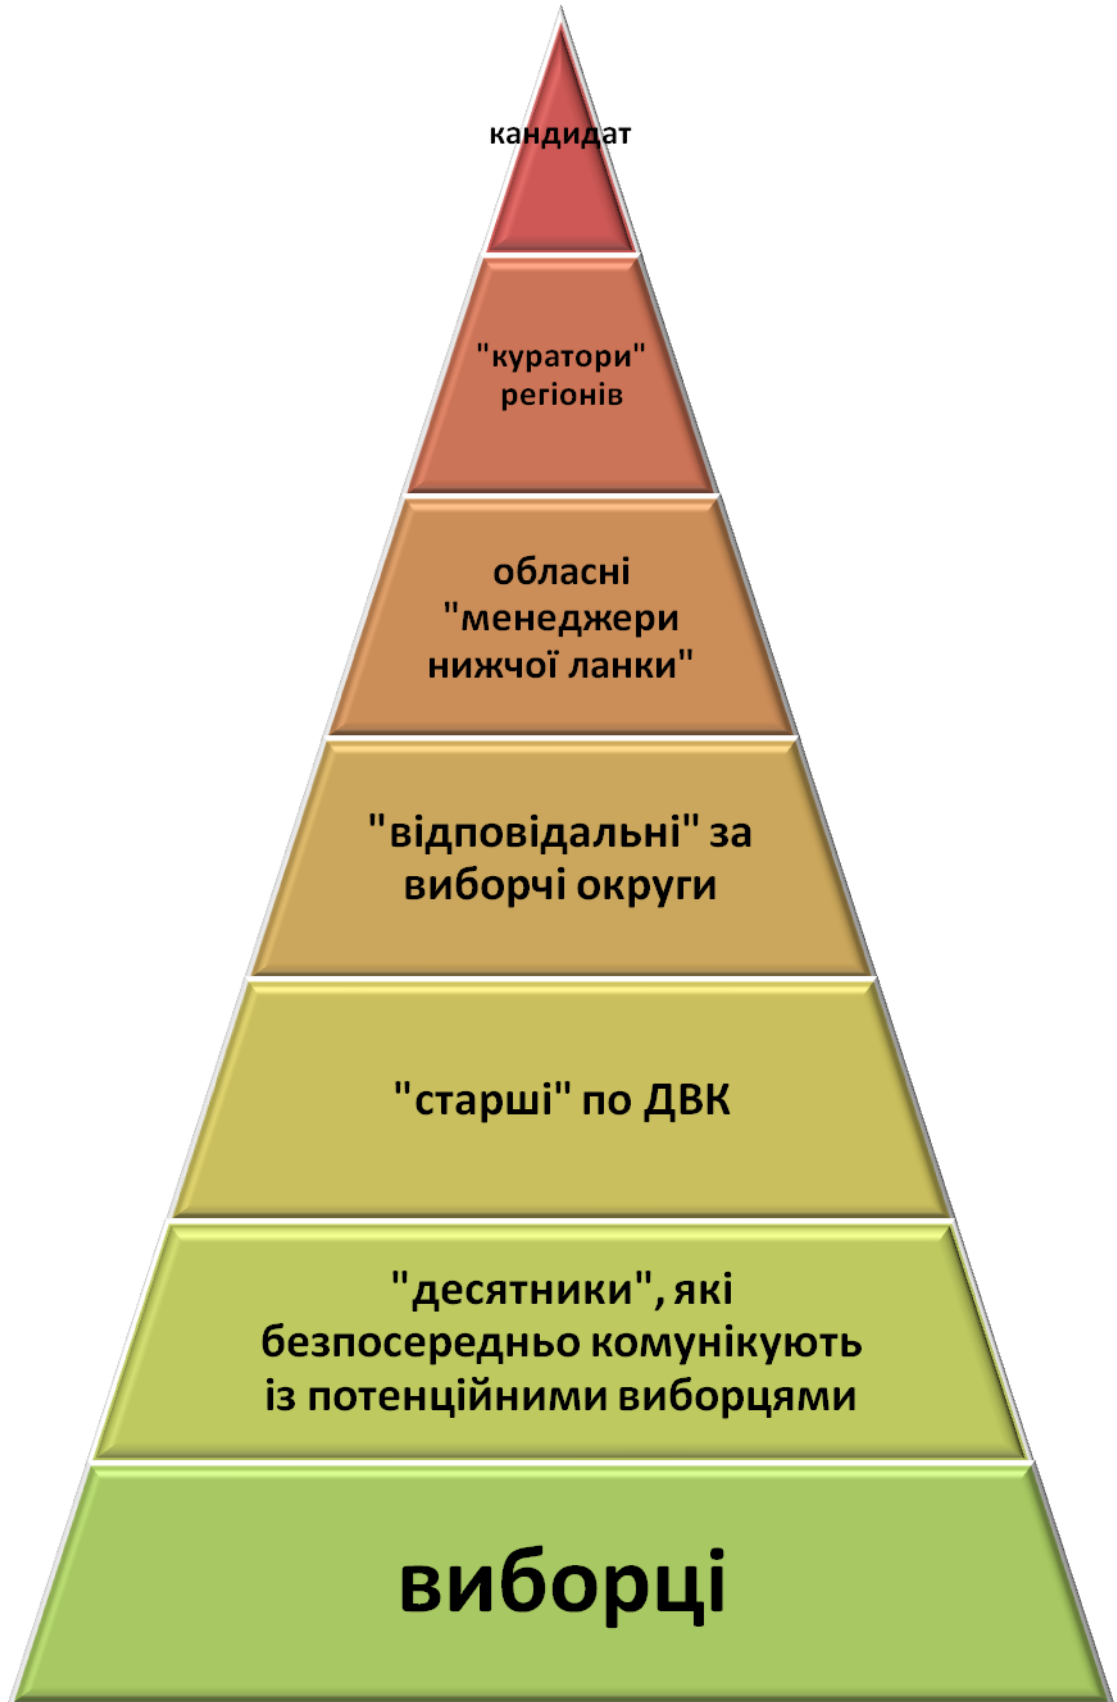 кандидат
"куратори"
регіонів
обласні
"менеджери
нижчої ланки"
"відповідальні" за
виборчі округи
"старші" по ДВК
"десятники", які
безпосередньо комунікують
із потенційними виборцями
виборці